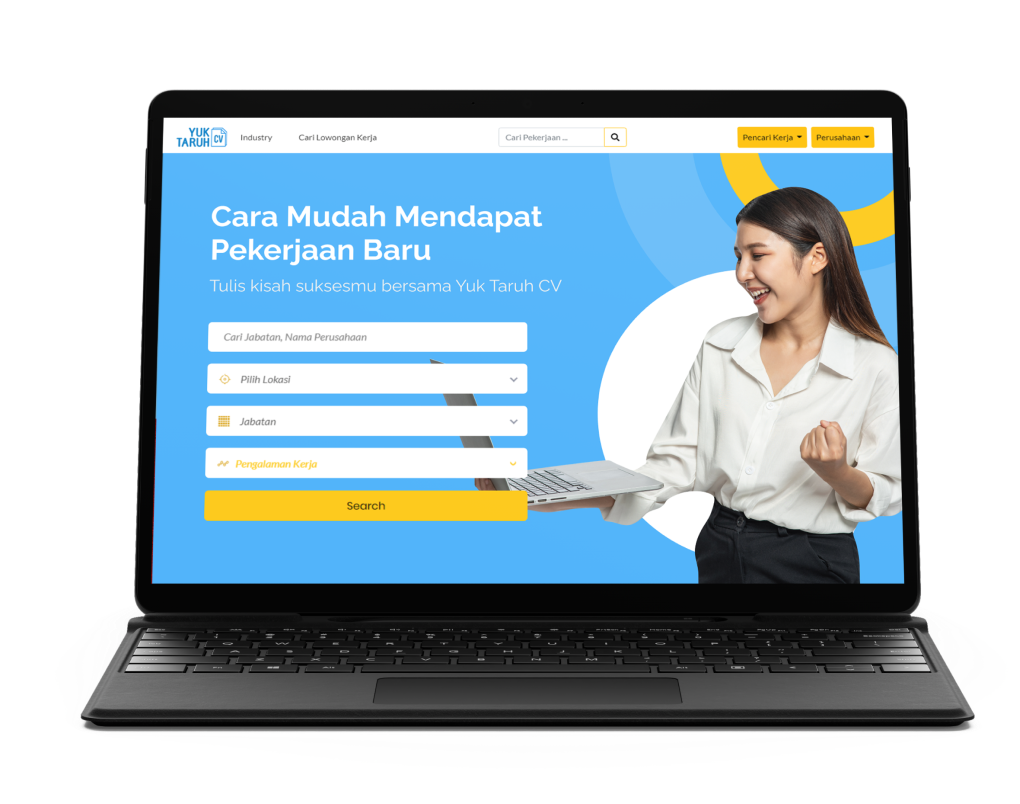 YUK
TARUH CV
Industry
Cari Lowongan Kerja
Cari Pekerjaan ...
Pencari Kerja
Perusahaan
Cara Mudah Mendapat
Pekerjaan Baru
Tulis kisah suksesmu bersama Yuk Taruh CV
Cari Jabatan, Nama Perusahaan
Pilih Lokasi
Jabatan
Pengalaman Kerja
Search